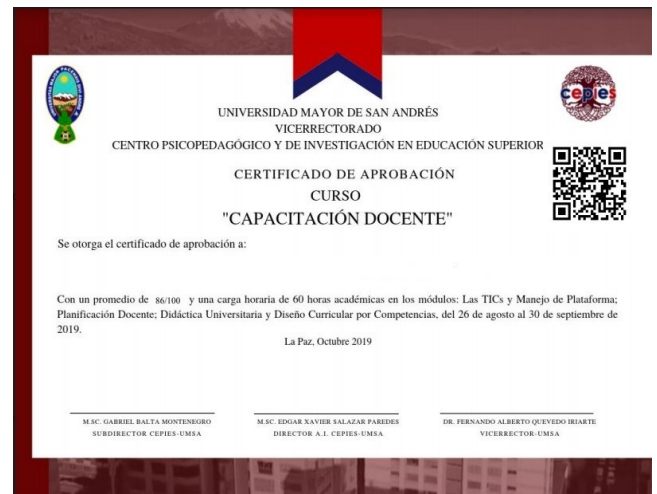 UNIVERSIDAD MAYOR DE SAN ANDRÉS
VICERRECTORADO
CENTRO PSICOPEDAGÓGICO Y DE INVESTIGACIÓN EN EDUCACIÓN SUPERIOR
cepies
CERTIFICADO DE APROBACIÓN
CURSO
"CAPACITACIÓN DOCENTE"
Se otorga el certificado de aprobación a:
Con un promedio de 86/100 y una carga horaria de 60 horas académicas en los módulos: Las TICs y Manejo de Plataforma;
Planificación Docente; Didáctica Universitaria y Diseño Curricular por Competencias, del 26 de agosto al 30 de septiembre de
2019.
La Paz, Octubre 2019
M.SC. GABRIEL BALTA MONTENEGRO
SUBDIRECTOR CEPIES-UMSA
M.SC. EDGAR XAVIER SALAZAR PAREDES
DIRECTOR A.I. CEPIES-UMSA
DR. FERNANDO ALBERTO QUEVEDO IRIARTE
VICERRECTOR-UMSA